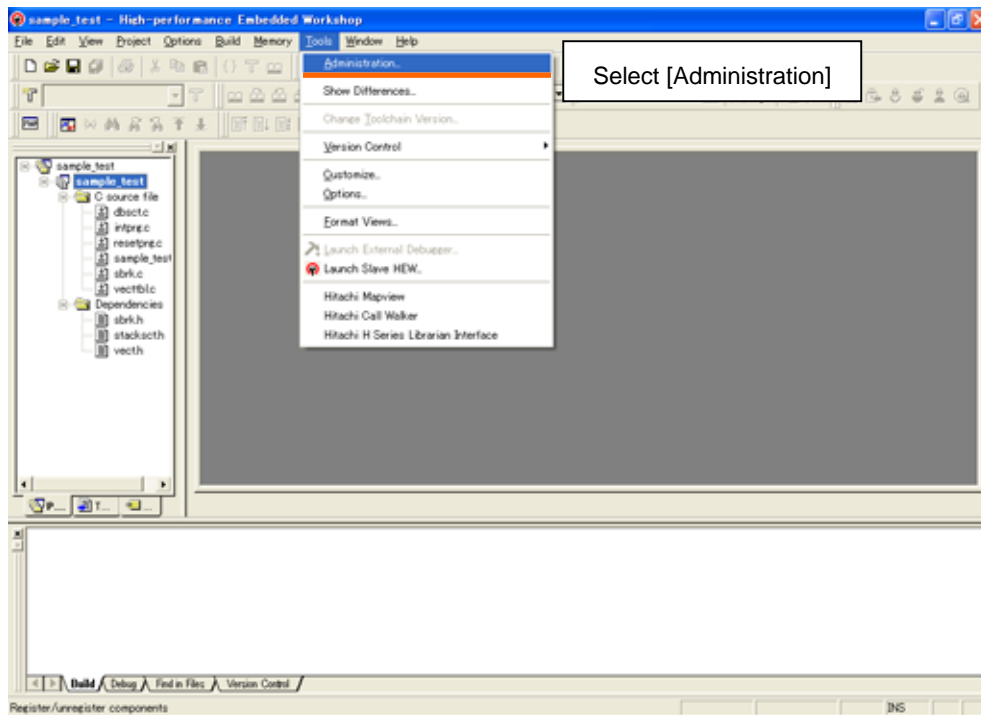 sample_test - High-performance Embedded Workshop
File Edit View Project Options Build Memory Tools Window Help
Administration...
Select [Administration]
Show Differences...
Change Toolchain Version...
Version Control
Customize...
Options...
Format Views...
Launch External Debugger...
Launch Slave HEW...
Hitachi Mapview
Hitachi Call Walker
Hitachi H Series Librarian Interface
sample_test
sample_test
C source file
dbsct.c
intprg.c
resetprg.c
sample_test
sbrk.c
vecttbl.c
Dependencies
sbrk.h
stacksct.h
vect.h
P...
T...
Build
Debug
Find in Files
Version Control
Register/unregister components
INS